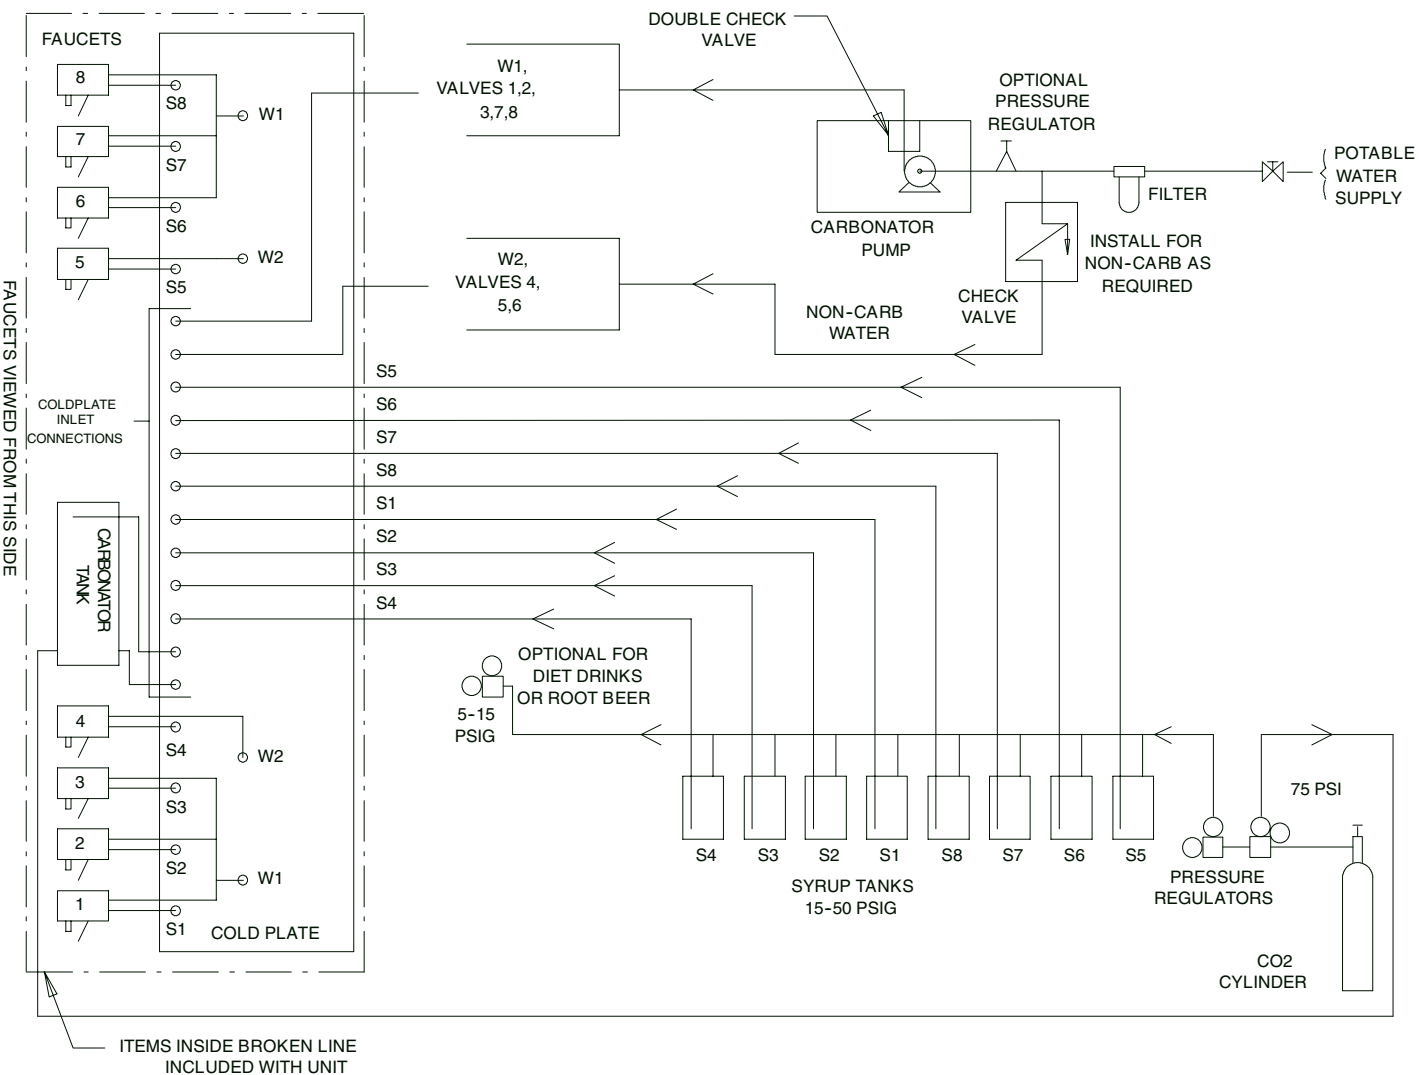 FAUCETS
8
S8
W1
7
S7
6
S6
W2
5
S5
FAUCETS VIEWED FROM THIS SIDE
COLDPLATE
INLET
CONNECTIONS
CARBONATOR
TANK
4
S4
W2
3
S3
2
S2
W1
1
S1
COLD PLATE
ITEMS INSIDE BROKEN LINE
INCLUDED WITH UNIT
W1,
VALVES 1,2,
3,7,8
W2,
VALVES 4,
5,6
DOUBLE CHECK
VALVE
CARBONATOR
PUMP
OPTIONAL
PRESSURE
REGULATOR
FILTER
POTABLE
WATER
SUPPLY
INSTALL FOR
NON-CARB AS
REQUIRED
CHECK
VALVE
NON-CARB
WATER
S5
S6
S7
S8
S1
S2
S3
S4
OPTIONAL FOR
DIET DRINKS
OR ROOT BEER
5-15
PSIG
S4
S3
S2
S1
S8
S7
S6
S5
SYRUP TANKS
15-50 PSIG
75 PSI
PRESSURE
REGULATORS
CO2
CYLINDER